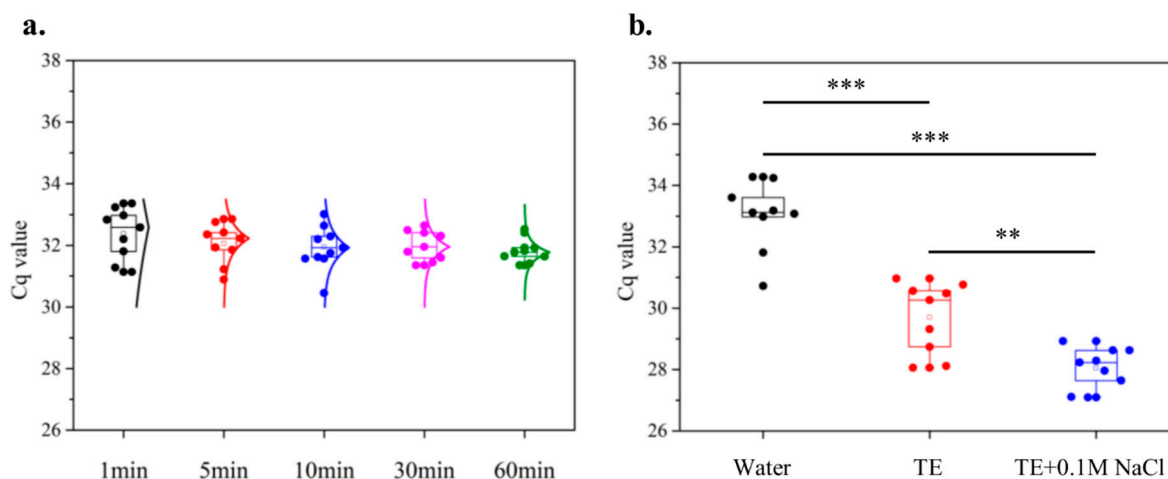 a.
38
36
34
32
30
28
26
Cq value
1min 5min 10min 30min 60min
b.
38
36
34
32
30
28
26
Cq value
***
***
**
Water TE TE+0.1M NaCl